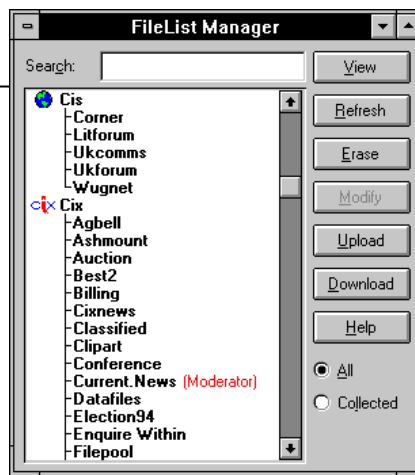 FileList Manager
Search:
View
Cis
Corner
Litforum
Ukcomms
Ukforum
Wugnet
cix Cix
Agbell
Ashmount
Auction
Best2
Billing
Cixnews
Classified
Clipart
Conference
Current.News (Moderator)
Datafiles
Election94
Enquire Within
Filepool
Refresh
Erase
Modify
Upload
Download
Help
All
Collected